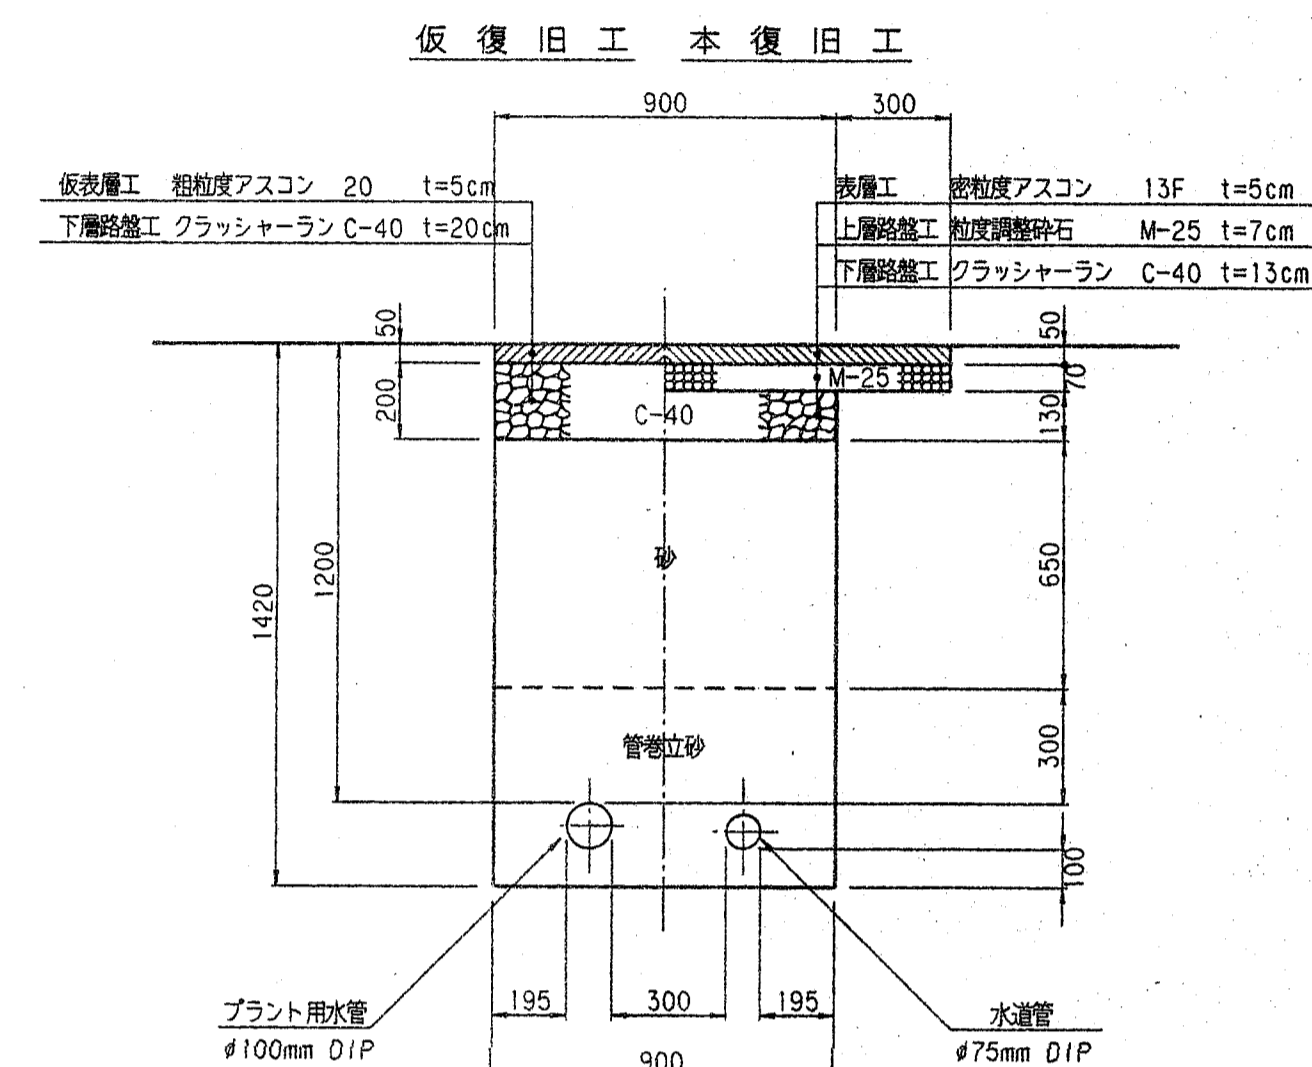 仮復旧工 本復旧工
900 300
仮表層工 粗粒度アスコン 20 t=5cm
下層路盤工 クラッシャーラン C-40 t=20cm
表層工 密粒度アスコン 13F t=5cm
上層路盤工 粒度調整砕石 M-25 t=7cm
下層路盤工 クラッシャーラン C-40 t=13cm
50
200
1200
1420
M-25
C-40
砂
管巻立砂
50
70
130
650
300
100
195 300 195
900
プラント用水管
φ100mm DIP
水道管
φ75mm DIP